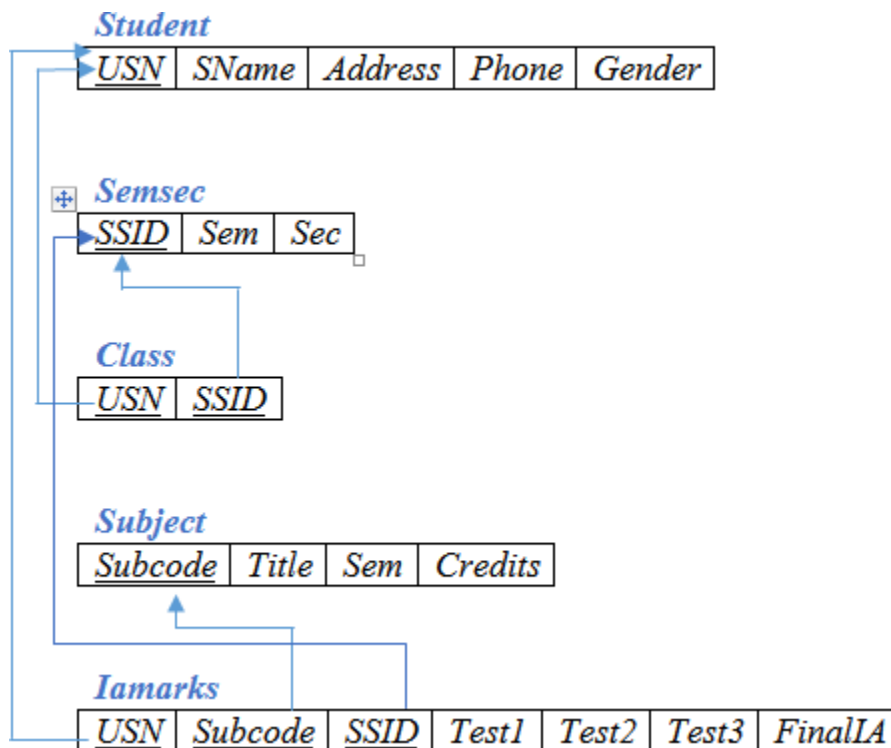 Student
USN SName Address Phone Gender
Semsec
SSID Sem Sec
Class
USN SSID
Subject
Subcode Title Sem Credits
Iamarks
USN Subcode SSID Test1 Test2 Test3 FinalIA